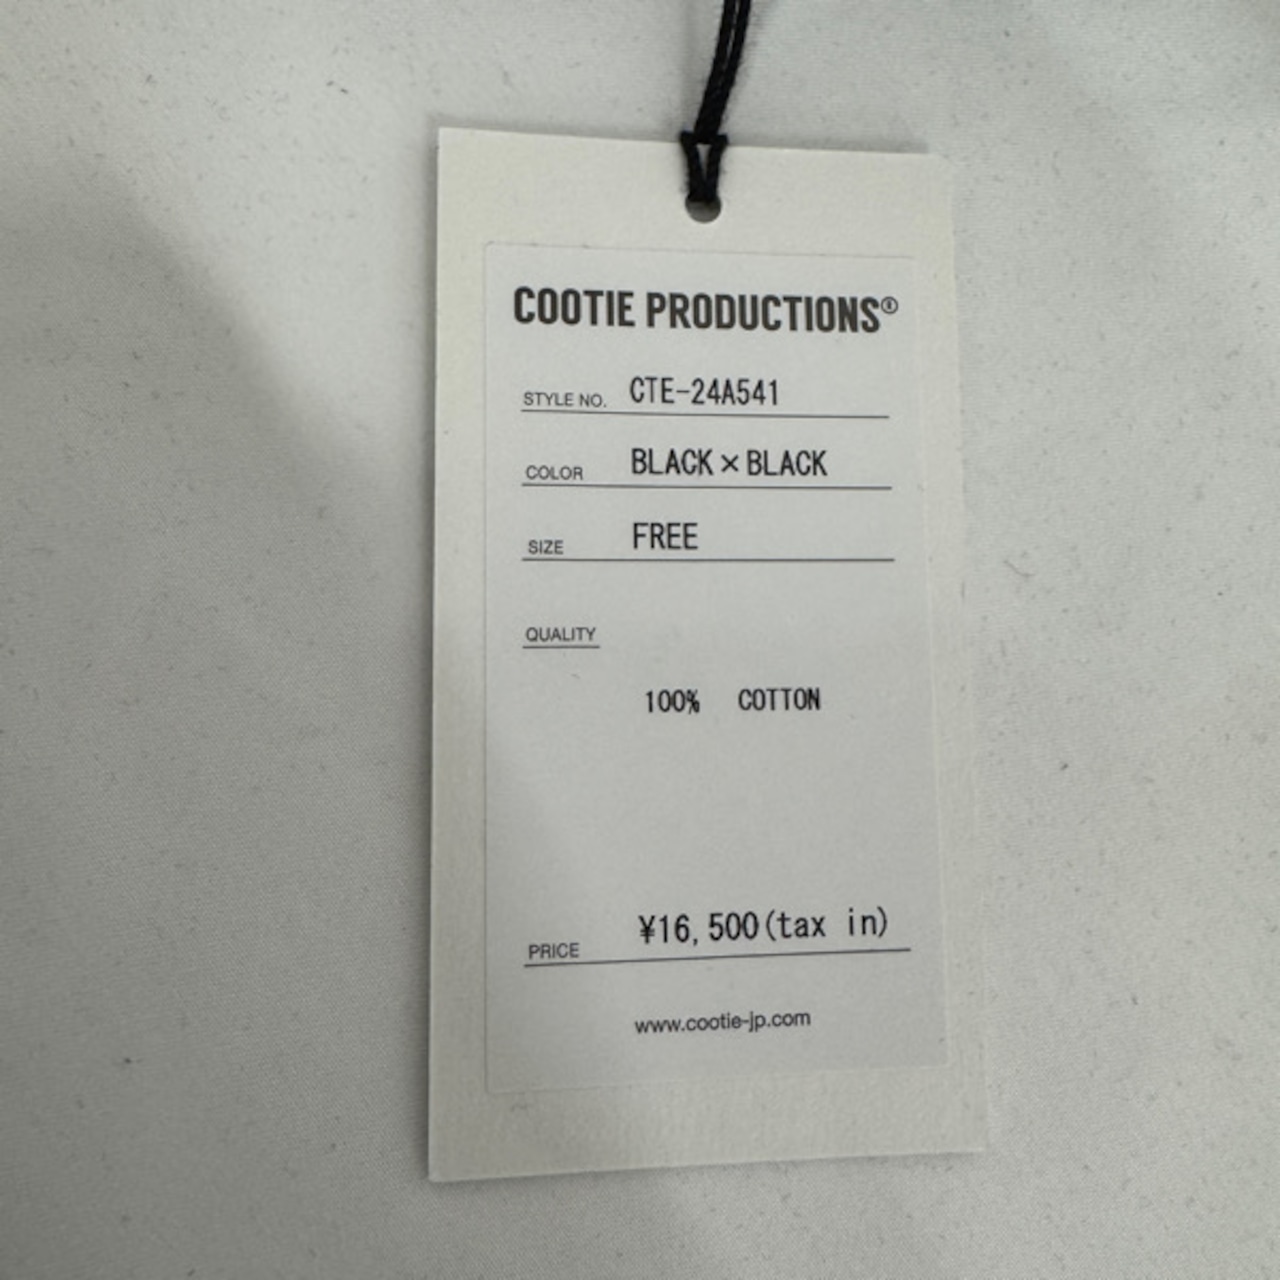 COOTIE PRODUCTIONS®
STYLE NO. CTE-24A541
COLOR BLACK×BLACK
SIZE FREE
QUALITY
100% COTTON
PRICE ¥16,500(tax in)
www.cootie-jp.com